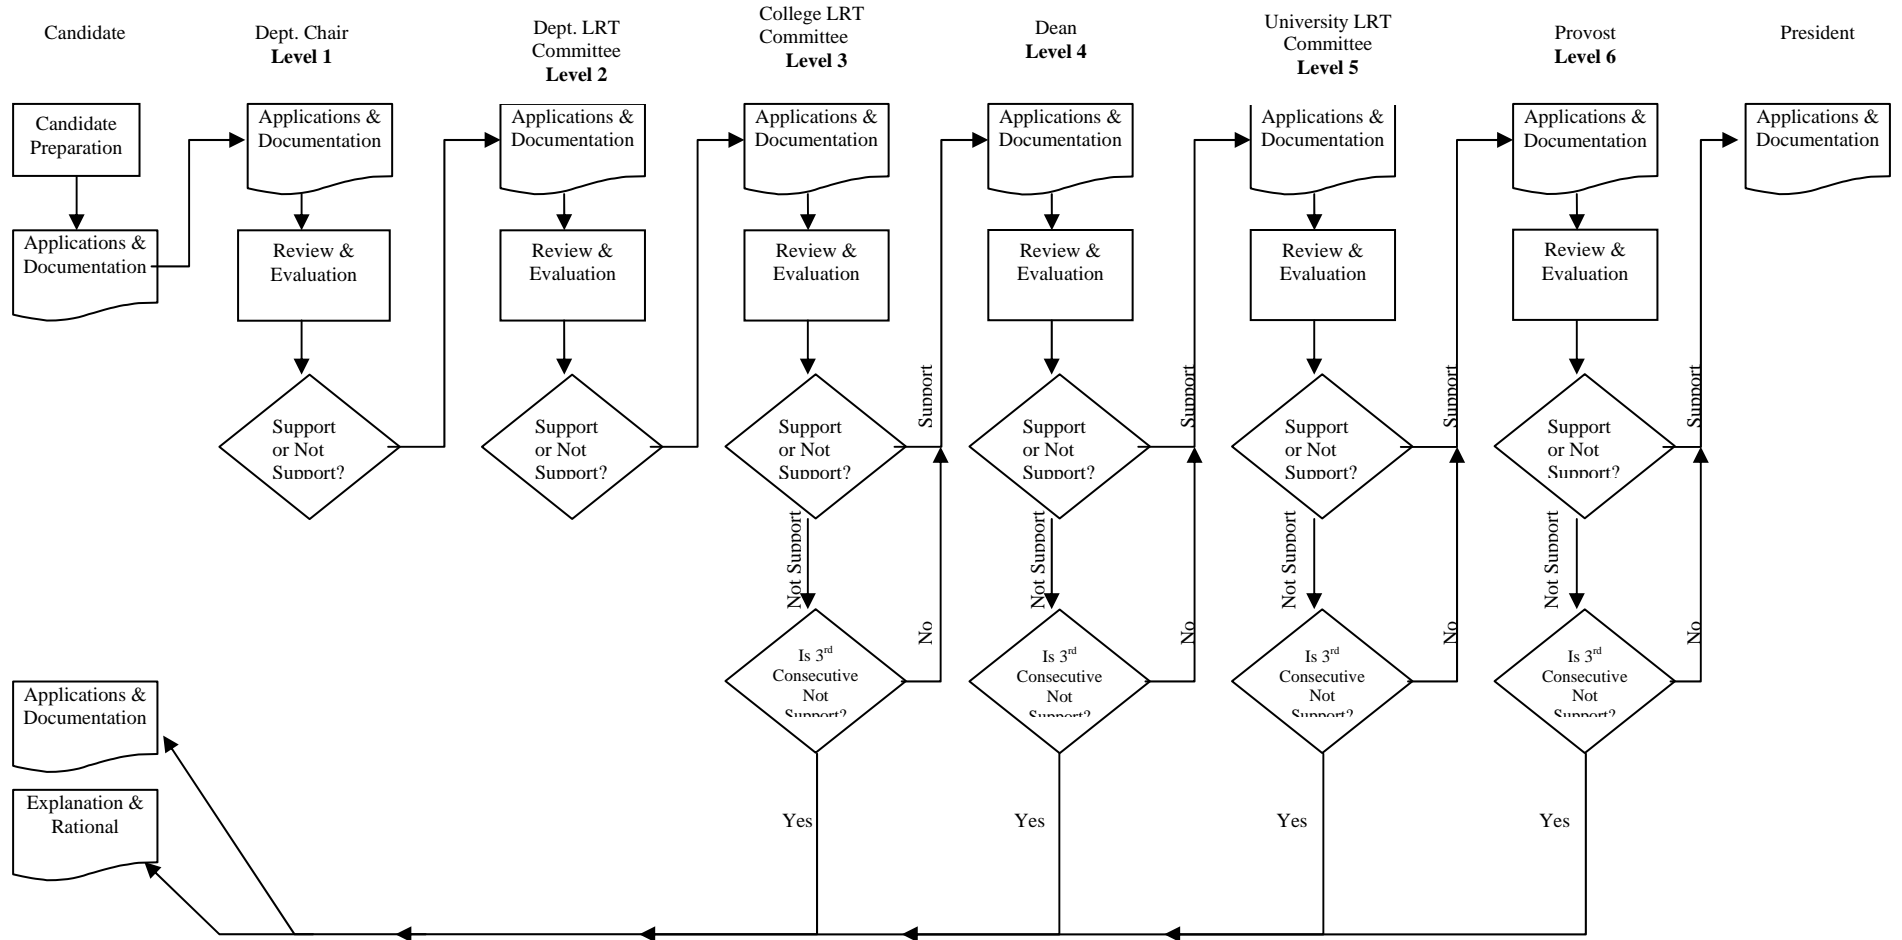 Candidate
Dept. Chair
Level 1
Dept. LRT
Committee
Level 2
College LRT
Committee
Level 3
Dean
Level 4
University LRT
Committee
Level 5
Provost
Level 6
President
Candidate
Preparation
Applications &
Documentation
Applications &
Documentation
Review &
Evaluation
Support
or Not
Support?
Applications &
Documentation
Review &
Evaluation
Support
or Not
Support?
Applications &
Documentation
Review &
Evaluation
Support
or Not
Support?
Support
Not Support
Is 3rd
Consecutive
Not
Support?
No
Yes
Applications &
Documentation
Review &
Evaluation
Support
or Not
Support?
Support
Not Support
Is 3rd
Consecutive
Not
Support?
No
Yes
Applications &
Documentation
Review &
Evaluation
Support
or Not
Support?
Support
Not Support
Is 3rd
Consecutive
Not
Support?
No
Yes
Applications &
Documentation
Review &
Evaluation
Support
or Not
Support?
Support
Not Support
Is 3rd
Consecutive
Not
Support?
No
Yes
Applications &
Documentation
Applications &
Documentation
Explanation &
Rational